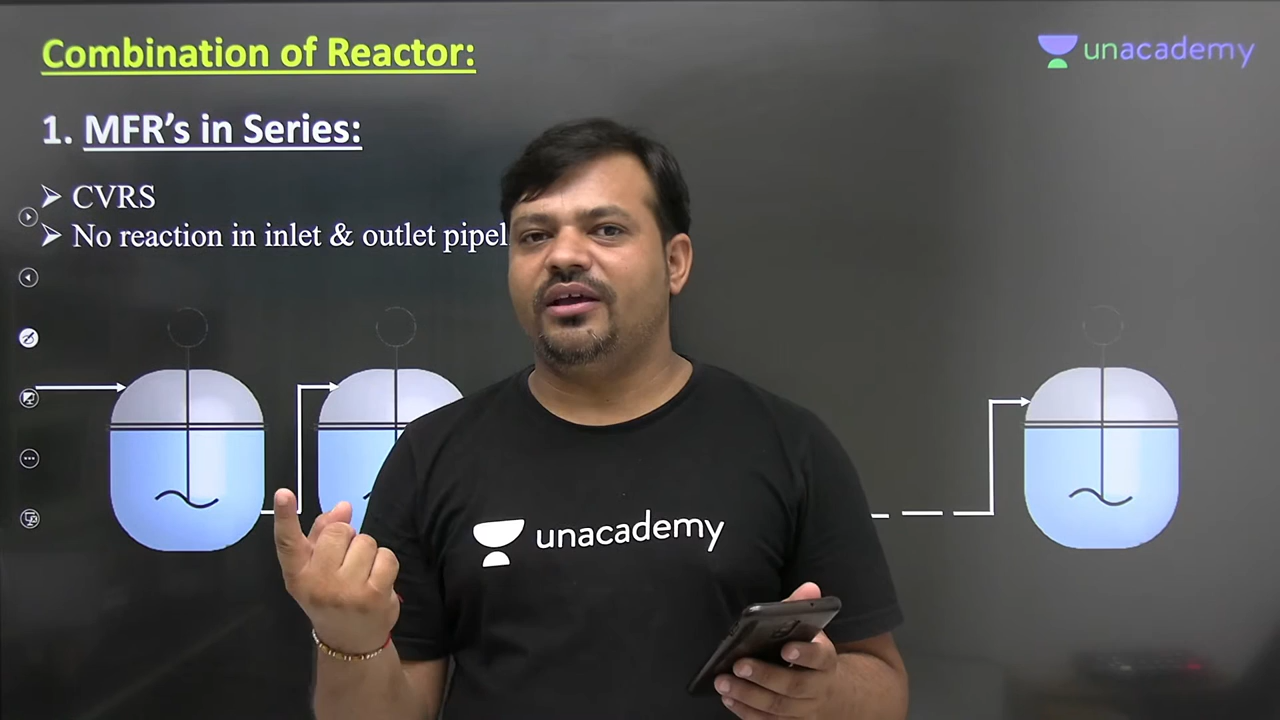 Combination of Reactor:
unacademy
1. MFR's in Series:
➢ CVRS
➢ No reaction in inlet & outlet pipel
unacademy